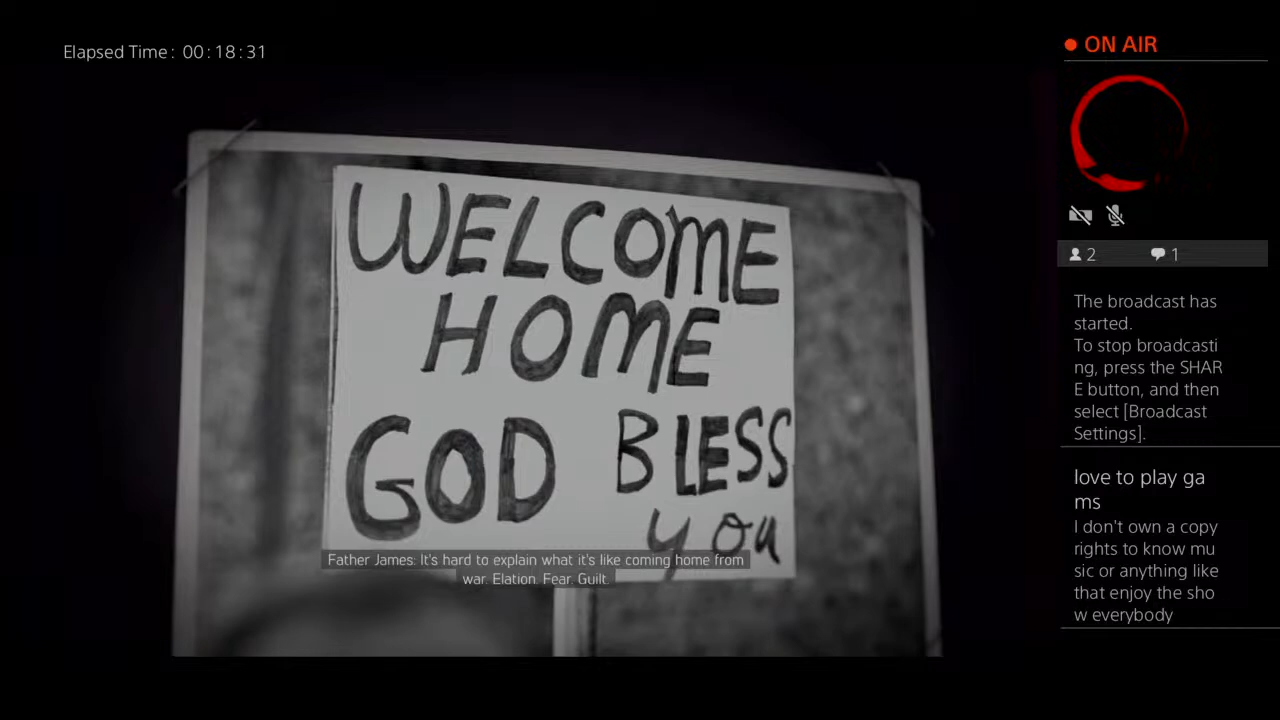 Elapsed Time: 00:18:31
ON AIR
WELCOME
HOME
GOD BLESS
you
Father James: It's hard to explain what it's like coming home from
war. Elation. Fear. Guilt.
2 1
The broadcast has
started.
To stop broadcasti
ng, press the SHAR
E button, and then
select [Broadcast
Settings].
love to play ga
ms
I don't own a copy
rights to know mu
sic or anything like
that enjoy the sho
w everybody